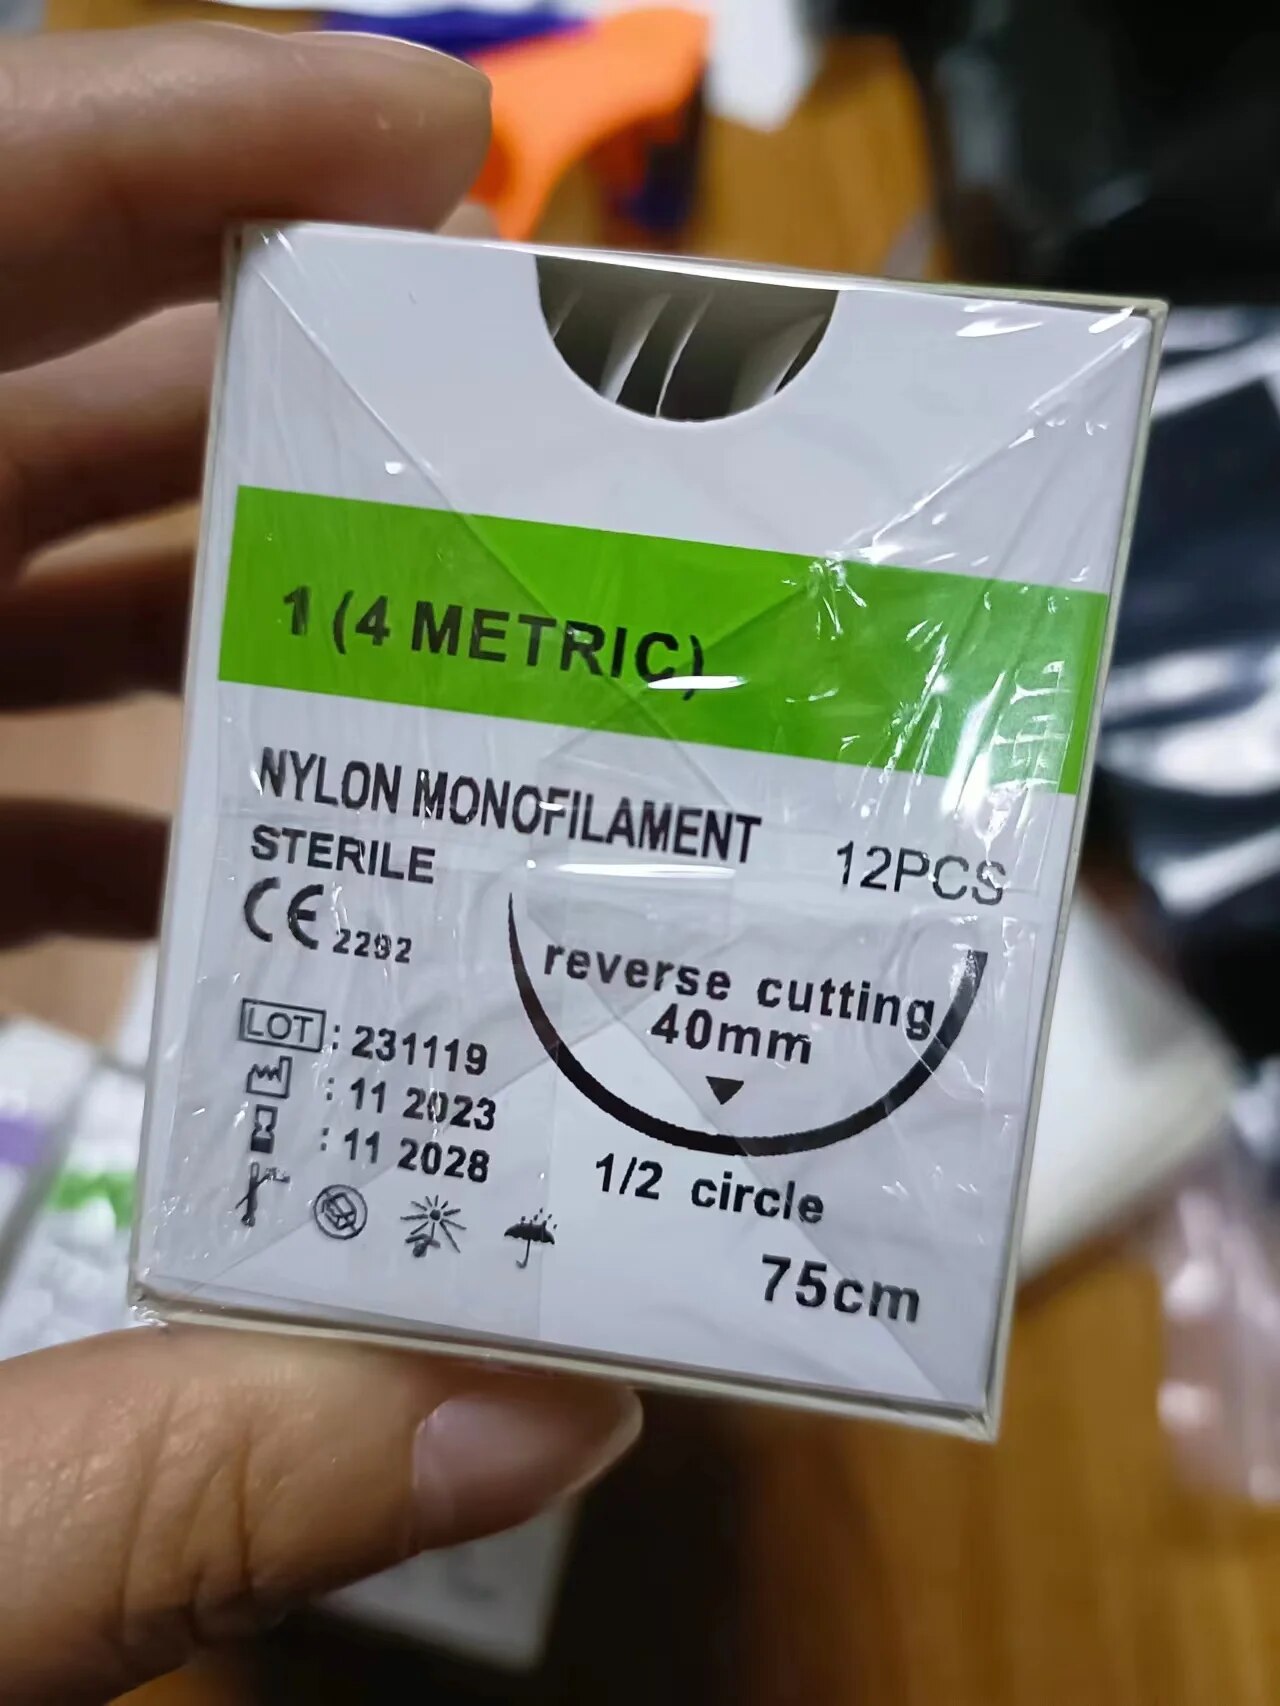 1 (4 METRIC)
NYLON MONOFILAMENT
STERILE
12PCS
CE 2292
reverse cutting
40mm
LOT : 231119
: 11 2023
: 11 2028
1/2 circle
75cm